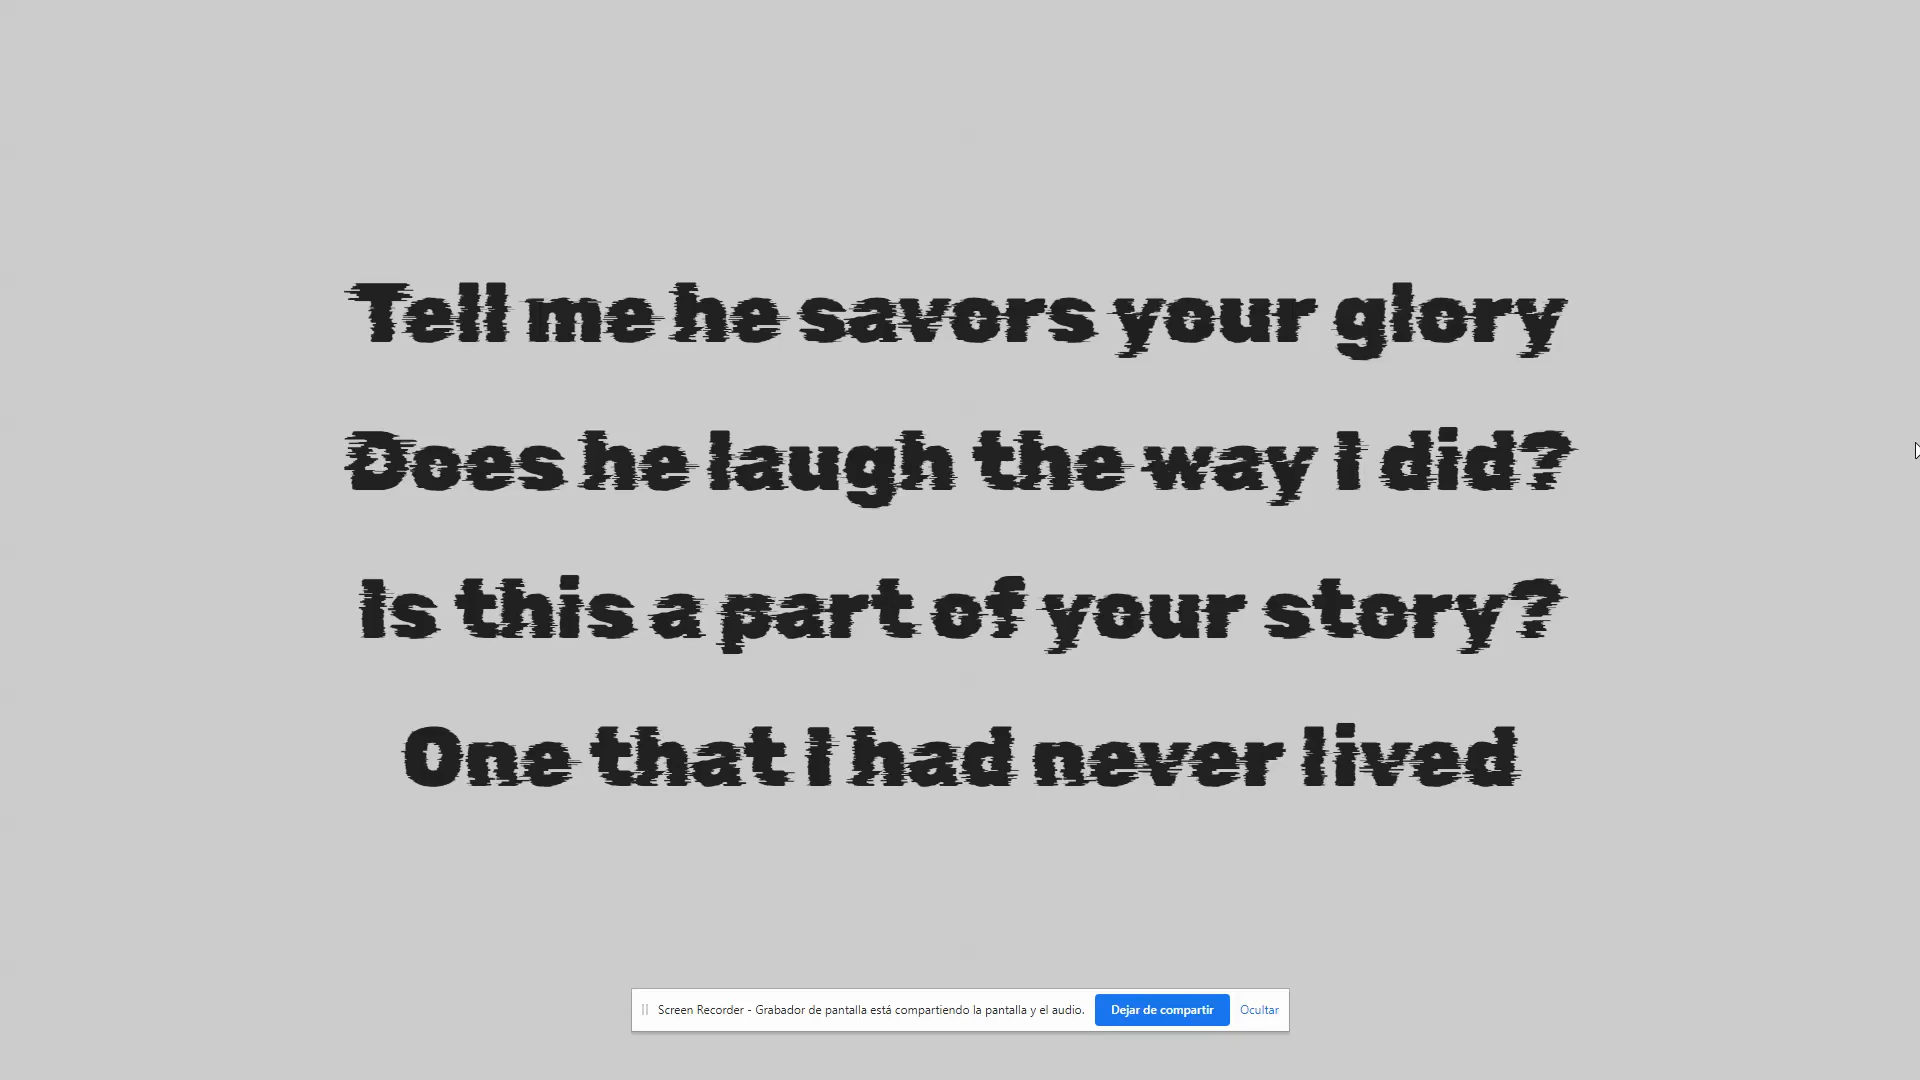 Tell me he savors your glory
Does he laugh the way I did?
Is this a part of your story?
One that I had never lived
Screen Recorder - Grabador de pantalla está compartiendo la pantalla y el audio. Dejar de compartir Ocultar